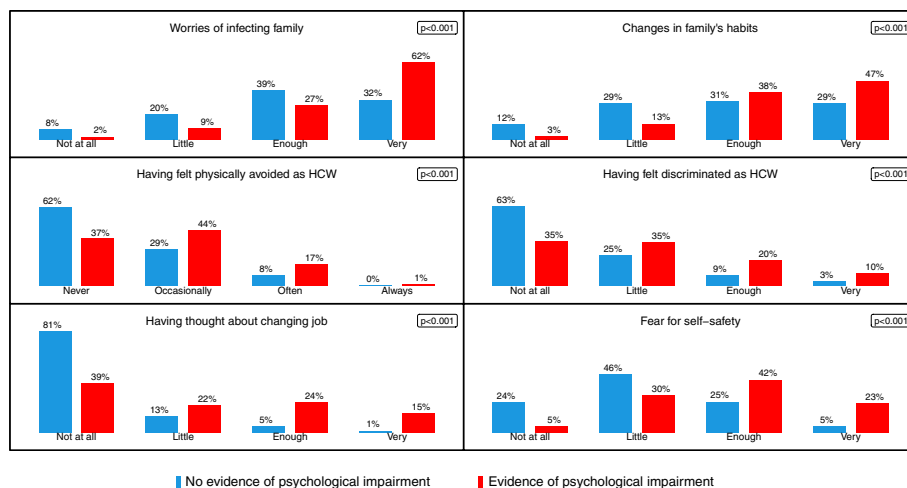 Worries of infecting family
p<0.001
8%
2%
20%
9%
39%
27%
32%
62%
Not at all
Little
Enough
Very
Changes in family's habits
p<0.001
12%
3%
29%
13%
31%
38%
29%
47%
Not at all
Little
Enough
Very
Having felt physically avoided as HCW
p<0.001
62%
37%
29%
44%
8%
17%
0%
1%
Never
Occasionally
Often
Always
Having felt discriminated as HCW
p<0.001
63%
35%
25%
35%
9%
20%
3%
10%
Not at all
Little
Enough
Very
Having thought about changing job
p<0.001
81%
39%
13%
22%
5%
24%
1%
15%
Not at all
Little
Enough
Very
Fear for self−safety
p<0.001
24%
5%
46%
30%
25%
42%
5%
23%
Not at all
Little
Enough
Very
No evidence of psychological impairment
Evidence of psychological impairment